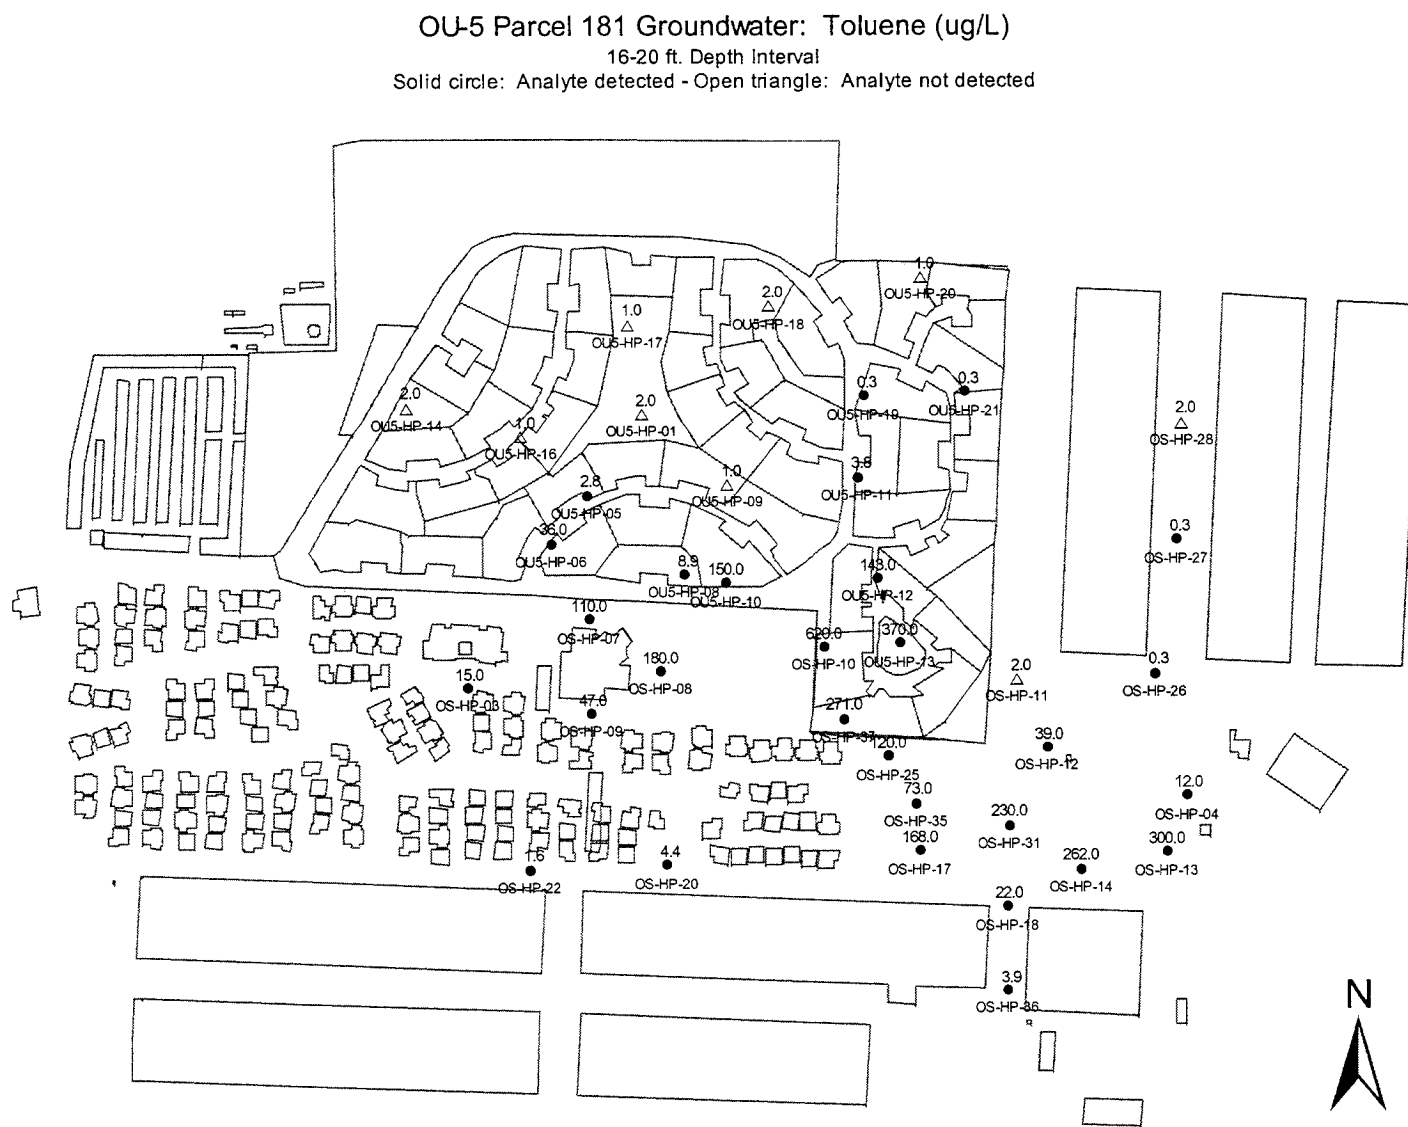 OU-5 Parcel 181 Groundwater: Toluene (ug/L)
16-20 ft. Depth Interval
Solid circle: Analyte detected - Open triangle: Analyte not detected
1.0
OU5-HP-20
2.0
OU5-HP-18
1.0
OU5-HP-17
0.3
OU5-HP-19
0.3
OU5-HP-21
2.0
OU5-HP-14
2.0
OU5-HP-01
2.0
OS-HP-28
1.0
OU5-HP-16
1.0
OU5-HP-09
3.8
OU5-HP-11
2.8
OU5-HP-05
0.3
OS-HP-27
36.0
OU5-HP-06
8.9
OU5-HP-08
150.0
OU5-HP-10
143.0
OU5-HP-12
110.0
OS-HP-07
620.0
OS-HP-10
370.0
OU5-HP-13
180.0
OS-HP-08
2.0
OS-HP-11
0.3
OS-HP-26
15.0
OS-HP-03
47.0
OS-HP-09
271.0
OS-HP-37
120.0
OS-HP-25
39.0
OS-HP-12
73.0
OS-HP-35
12.0
OS-HP-04
230.0
OS-HP-31
168.0
OS-HP-17
300.0
OS-HP-13
262.0
OS-HP-14
1.6
OS-HP-22
4.4
OS-HP-20
22.0
OS-HP-18
3.9
OS-HP-36
N